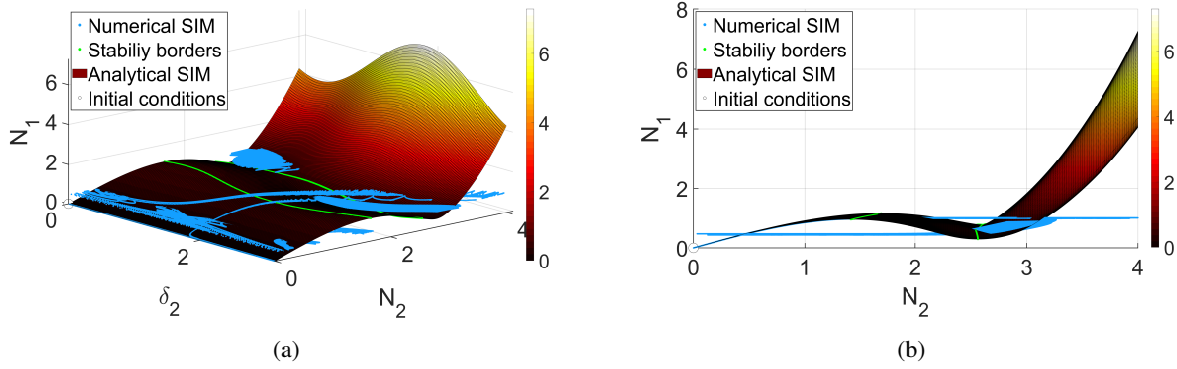 Numerical SIM
Stabiliy borders
Analytical SIM
Initial conditions
N1
6
4
2
0
0
2
δ2
0
2
4
N2
6
4
2
0
(a)
Numerical SIM
Stabiliy borders
Analytical SIM
Initial conditions
N1
8
6
4
2
0
0
1
2
3
4
N2
6
4
2
0
(b)